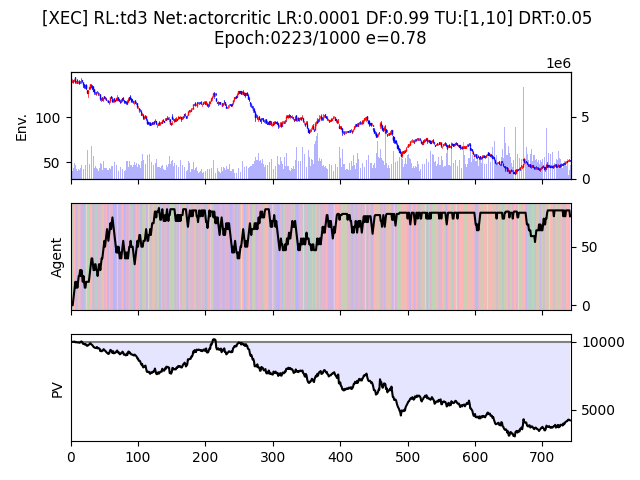 [XEC] RL:td3 Net:actorcritic LR:0.0001 DF:0.99 TU:[1,10] DRT:0.05
Epoch:0223/1000 e=0.78
1e6
Env.
100
50
5
0
Agent
50
0
PV
10000
5000
0 100 200 300 400 500 600 700